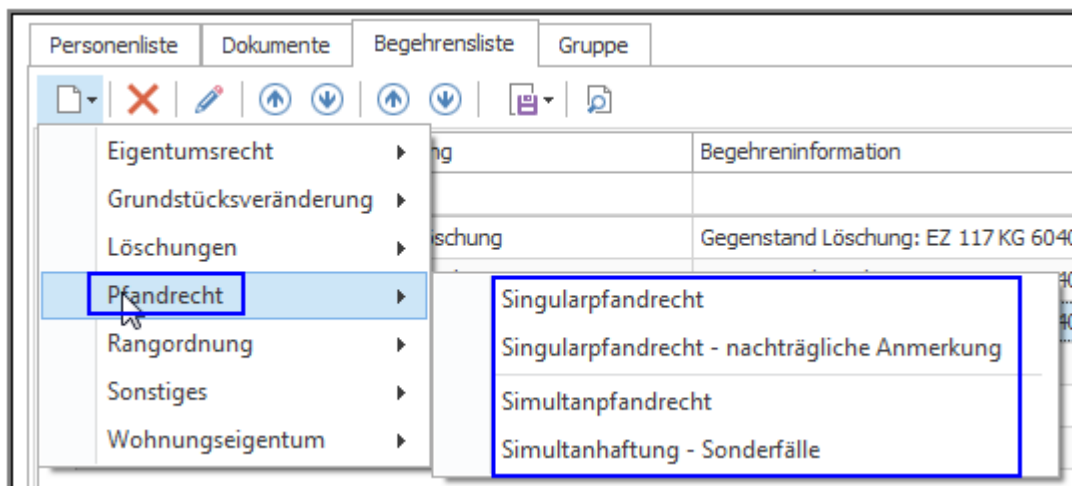 Personenliste Dokumente Begehrensliste Gruppe
Eigentumsrecht
Begehreninformation
Grundstücksveränderung
Löschungen
Gegenstand Löschung: EZ 117 KG 6040
Pfandrecht
Singularpfandrecht
Rangordnung
Singularpfandrecht - nachträgliche Anmerkung
Sonstiges
Simultanpfandrecht
Wohnungseigentum
Simultanhaftung - Sonderfälle